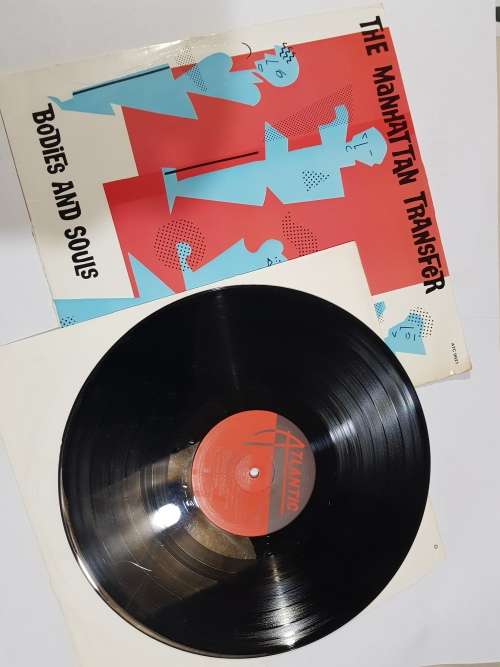 THE MaNHATTAN TRANSFeR
BoDiES AND SOULS
ATLANTIC